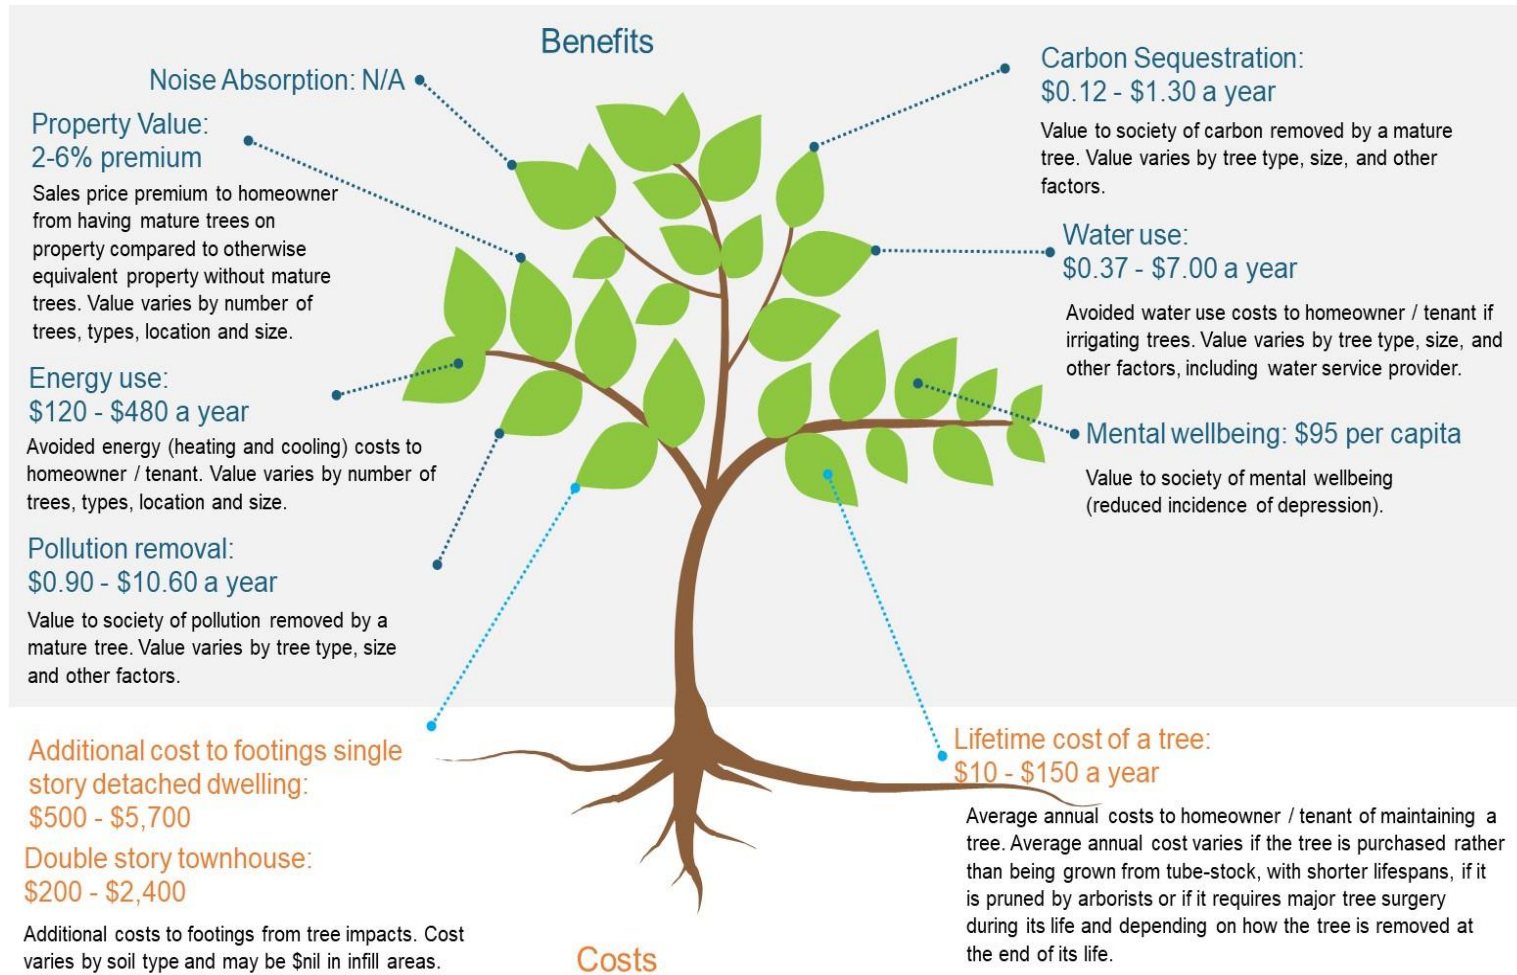 Benefits
Noise Absorption: N/A
Property Value:
2-6% premium
Sales price premium to homeowner
from having mature trees on
property compared to otherwise
equivalent property without mature
trees. Value varies by number of
trees, types, location and size.
Energy use:
$120 - $480 a year
Avoided energy (heating and cooling) costs to
homeowner / tenant. Value varies by number of
trees, types, location and size.
Pollution removal:
$0.90 - $10.60 a year
Value to society of pollution removed by a
mature tree. Value varies by tree type, size
and other factors.
Carbon Sequestration:
$0.12 - $1.30 a year
Value to society of carbon removed by a mature
tree. Value varies by tree type, size, and other
factors.
Water use:
$0.37 - $7.00 a year
Avoided water use costs to homeowner / tenant if
irrigating trees. Value varies by tree type, size, and
other factors, including water service provider.
Mental wellbeing: $95 per capita
Value to society of mental wellbeing
(reduced incidence of depression).
Additional cost to footings single
story detached dwelling:
$500 - $5,700
Double story townhouse:
$200 - $2,400
Additional costs to footings from tree impacts. Cost
varies by soil type and may be $nil in infill areas.
Costs
Lifetime cost of a tree:
$10 - $150 a year
Average annual costs to homeowner / tenant of maintaining a
tree. Average annual cost varies if the tree is purchased rather
than being grown from tube-stock, with shorter lifespans, if it
is pruned by arborists or if it requires major tree surgery
during its life and depending on how the tree is removed at
the end of its life.